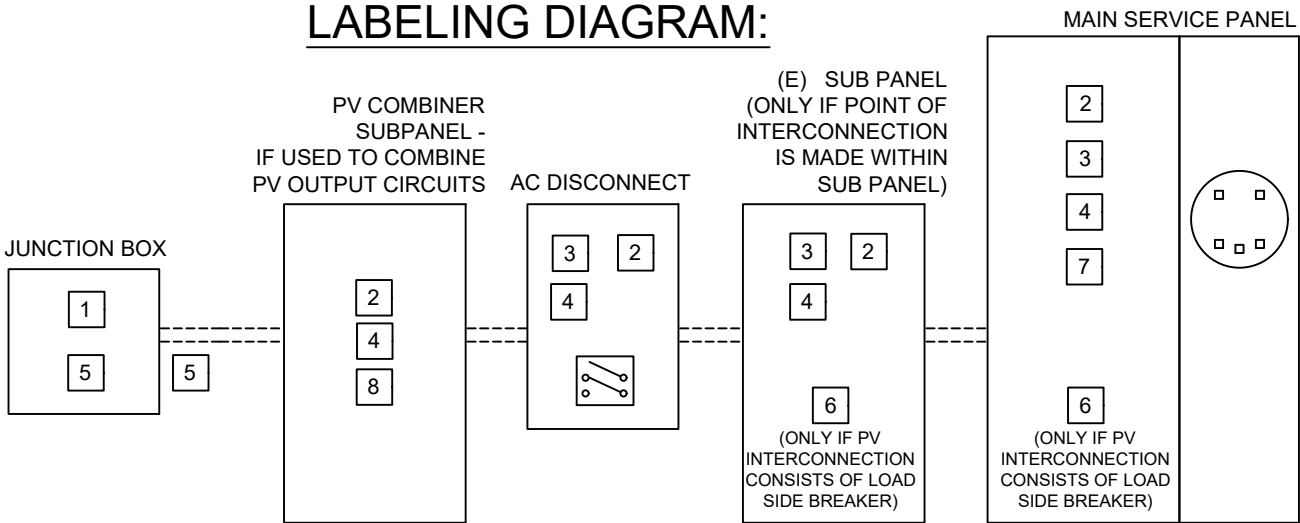 LABELING DIAGRAM:
MAIN SERVICE PANEL
(E) SUB PANEL
(ONLY IF POINT OF
INTERCONNECTION
IS MADE WITHIN
SUB PANEL)
PV COMBINER
SUBPANEL -
IF USED TO COMBINE
PV OUTPUT CIRCUITS
AC DISCONNECT
JUNCTION BOX
1
5
5
2
4
8
3 2
4
3 2
4
6
(ONLY IF PV
INTERCONNECTION
CONSISTS OF LOAD
SIDE BREAKER)
2
3
4
7
6
(ONLY IF PV
INTERCONNECTION
CONSISTS OF LOAD
SIDE BREAKER)